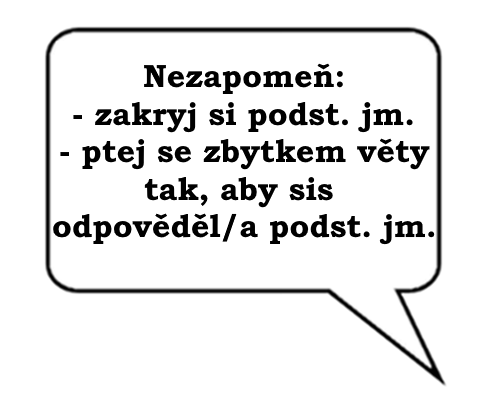 Nezapomeň:
- zakryj si podst. jm.
- ptej se zbytkem věty
tak, aby sis
odpověděl/a podst. jm.